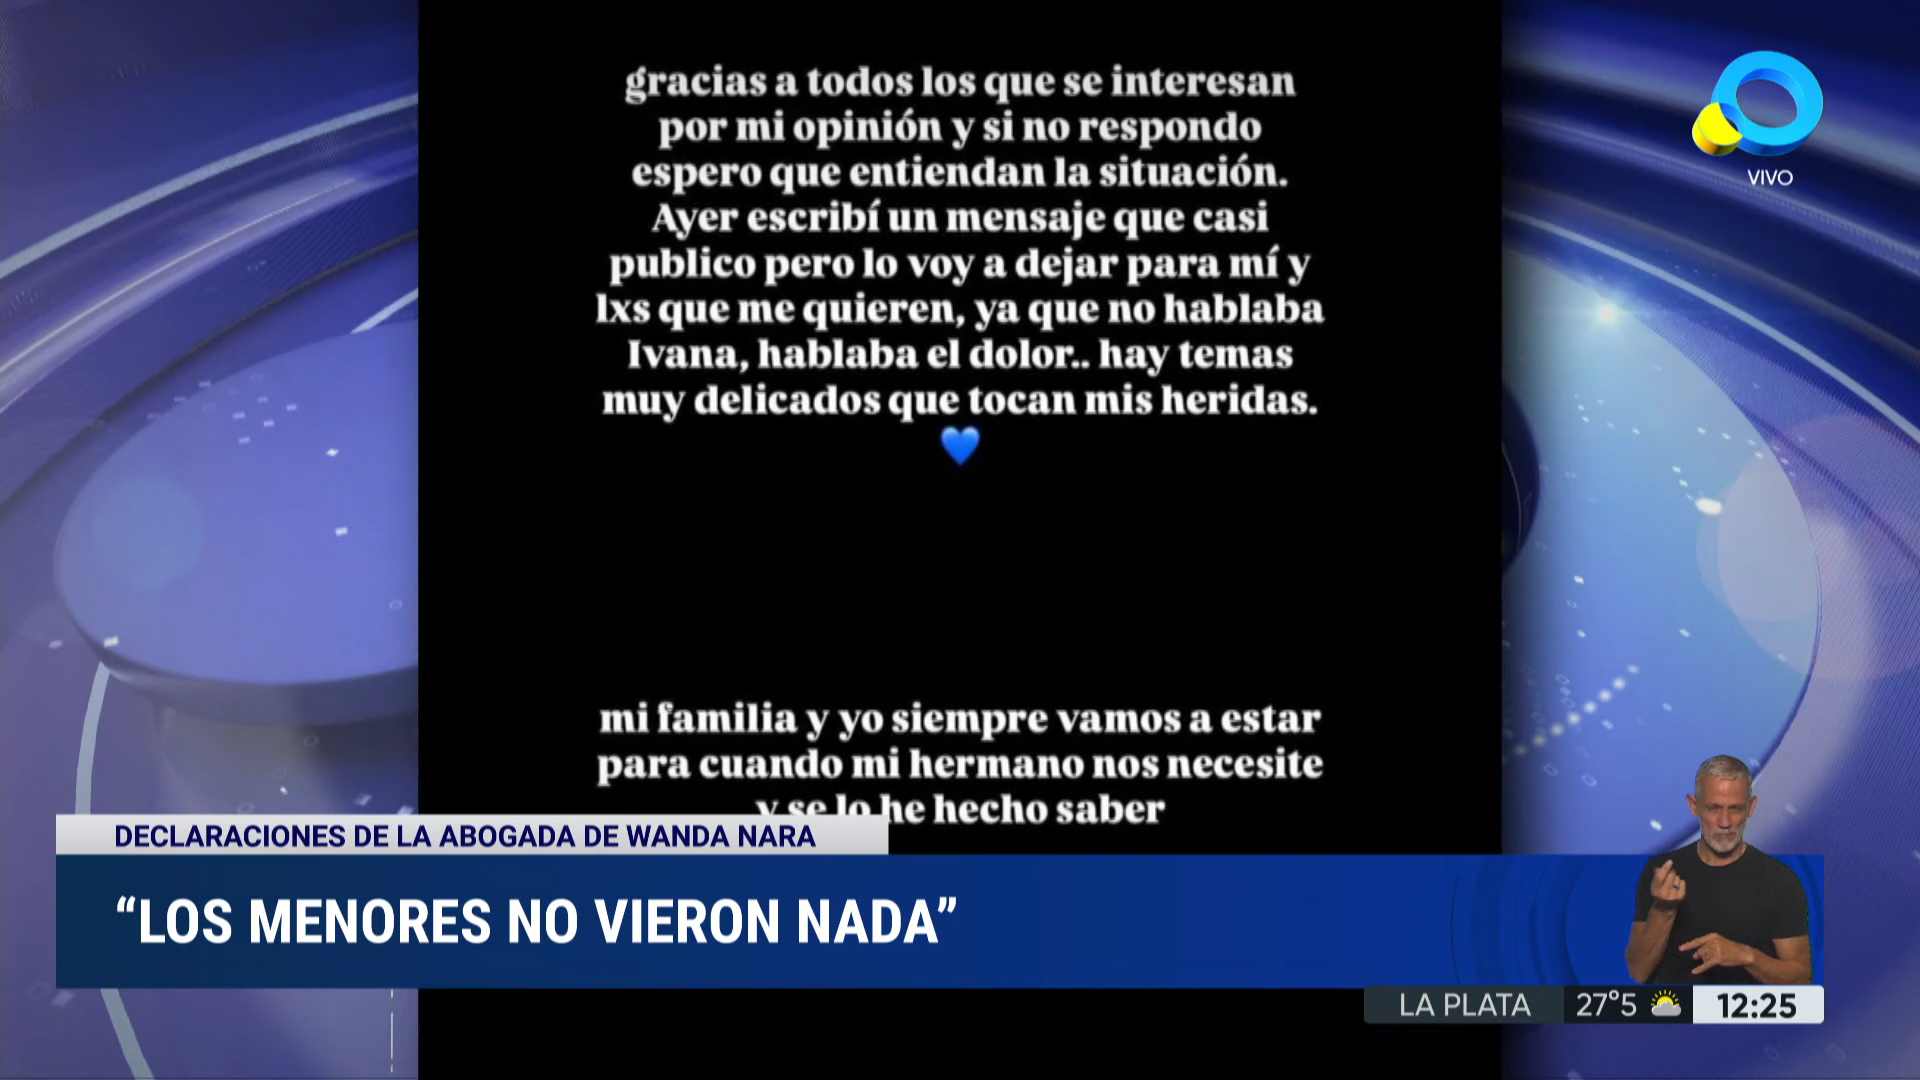 gracias a todos los que se interesan
por mi opinión y si no respondo
espero que entiendan la situación.
Ayer escribí un mensaje que casi
publico pero lo voy a dejar para mí y
lxs que me quieren, ya que no hablaba
Ivana, hablaba el dolor.. hay temas
muy delicados que tocan mis heridas.
💙
mi familia y yo siempre vamos a estar
para cuando mi hermano nos necesite
y se lo he hecho saber
VIVO
DECLARACIONES DE LA ABOGADA DE WANDA NARA
“LOS MENORES NO VIERON NADA”
LA PLATA 27°5 12:25